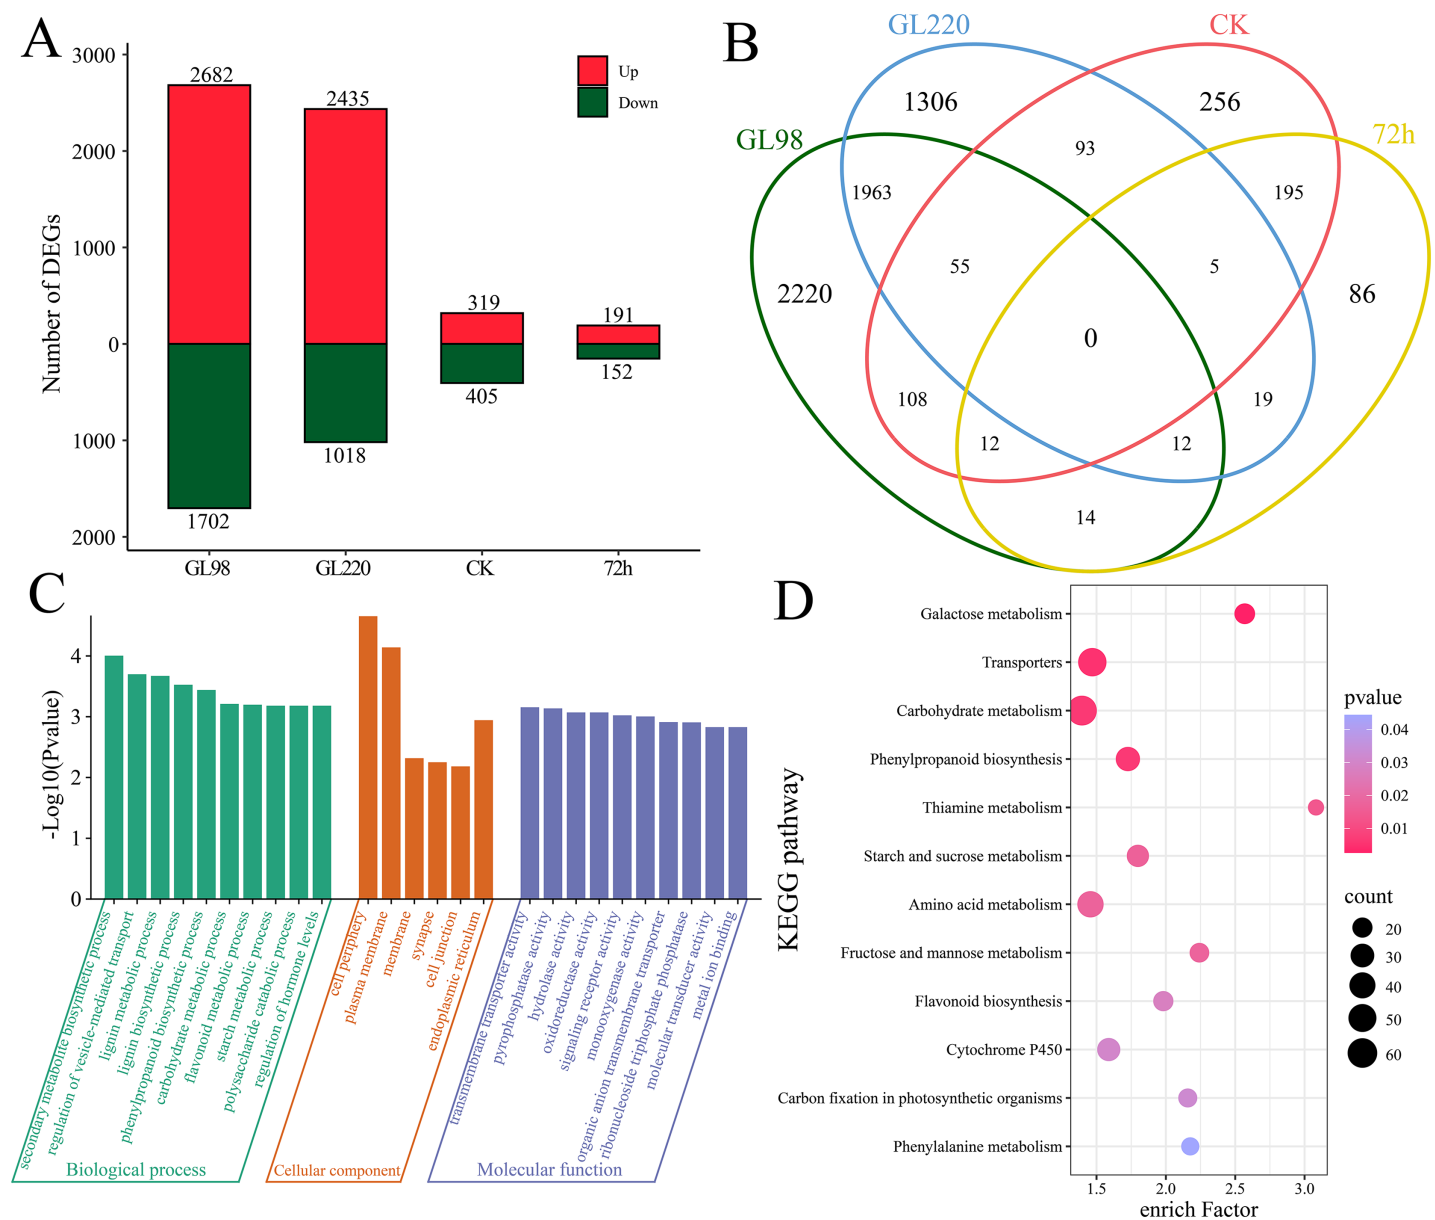 A
3000
2000
1000
0
1000
2000
Number of DEGs
2682
2435
319
191
1702
1018
405
152
Up
Down
GL98
GL220
CK
72h
B
GL220
CK
GL98
72h
1306
256
93
1963
195
55
5
2220
86
0
108
19
12
12
14
C
-Log10(Pvalue)
4
3
2
1
0
secondary metabolite biosynthetic process
regulation of vesicle-mediated transport
lignin metabolic process
lignin biosynthetic process
phenylpropanoid biosynthetic process
carbohydrate metabolic process
flavonoid metabolic process
starch metabolic process
polysaccharide catabolic process
regulation of hormone levels
Biological process
cell periphery
plasma membrane
membrane
synapse
cell junction
endoplasmic reticulum
Cellular component
transmembrane transporter activity
pyrophosphatase activity
hydrolase activity
oxidoreductase activity
signaling receptor activity
monooxygenase activity
organic anion transmembrane transporter
ribonucleoside triphosphate phosphatase
molecular transducer activity
metal ion binding
Molecular function
D
KEGG pathway
Galactose metabolism
Transporters
Carbohydrate metabolism
Phenylpropanoid biosynthesis
Thiamine metabolism
Starch and sucrose metabolism
Amino acid metabolism
Fructose and mannose metabolism
Flavonoid biosynthesis
Cytochrome P450
Carbon fixation in photosynthetic organisms
Phenylalanine metabolism
1.5
2.0
2.5
3.0
enrich Factor
pvalue
0.04
0.03
0.02
0.01
count
20
30
40
50
60